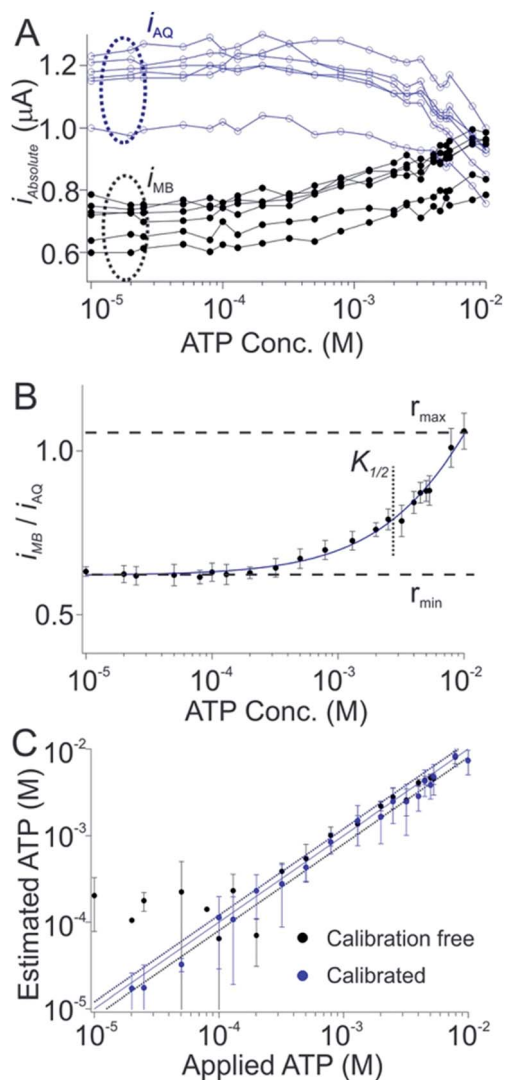 A
i_AQ
i_MB
i_Absolute (μA)
1.2
1.0
0.8
0.6
10⁻⁵ 10⁻⁴ 10⁻³ 10⁻²
ATP Conc. (M)
B
r_max
K_1/2
i_MB / i_AQ
1.0
0.5
r_min
10⁻⁵ 10⁻⁴ 10⁻³ 10⁻²
ATP Conc. (M)
C
Estimated ATP (M)
10⁻²
10⁻³
10⁻⁴
10⁻⁵
Calibration free
Calibrated
10⁻⁵ 10⁻⁴ 10⁻³ 10⁻²
Applied ATP (M)